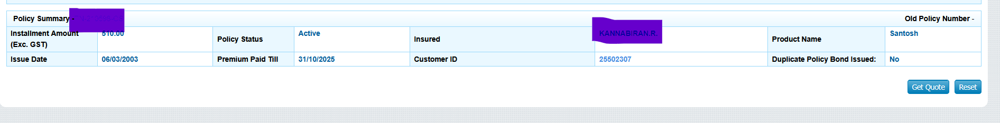 Policy Summary - Old Policy Number -
Installment Amount (Exc. GST) 510.00 Policy Status Active Insured Product Name Santosh
Issue Date 06/03/2003 Premium Paid Till 31/10/2025 Customer ID 25502307 Duplicate Policy Bond Issued: No
Get Quote Reset